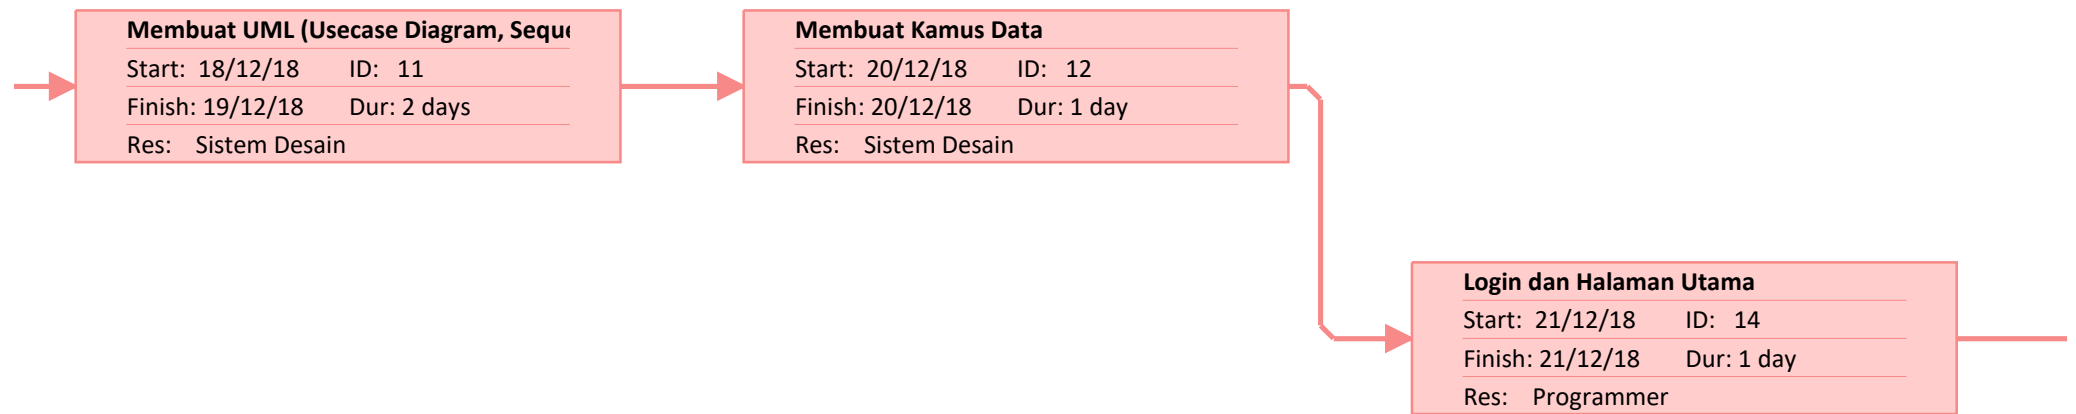 Membuat UML (Usecase Diagram, Seque
Start: 18/12/18 ID: 11
Finish: 19/12/18 Dur: 2 days
Res: Sistem Desain
Membuat Kamus Data
Start: 20/12/18 ID: 12
Finish: 20/12/18 Dur: 1 day
Res: Sistem Desain
Login dan Halaman Utama
Start: 21/12/18 ID: 14
Finish: 21/12/18 Dur: 1 day
Res: Programmer